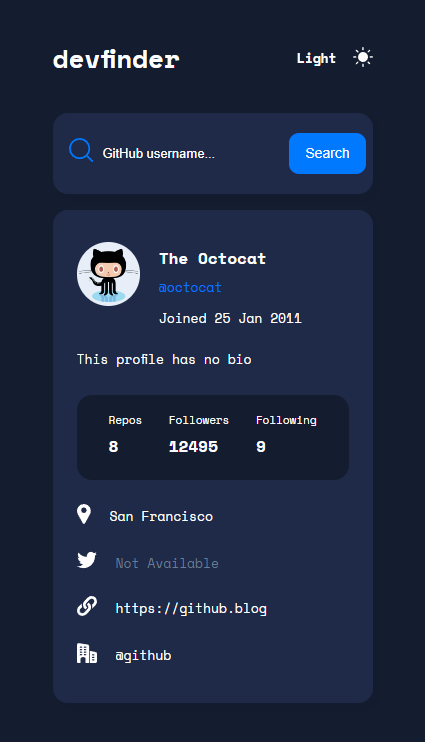 devfinder
Light
GitHub username...
Search
The Octocat
@octocat
Joined 25 Jan 2011
This profile has no bio
Repos Followers Following
8 12495 9
San Francisco
Not Available
https://github.blog
@github